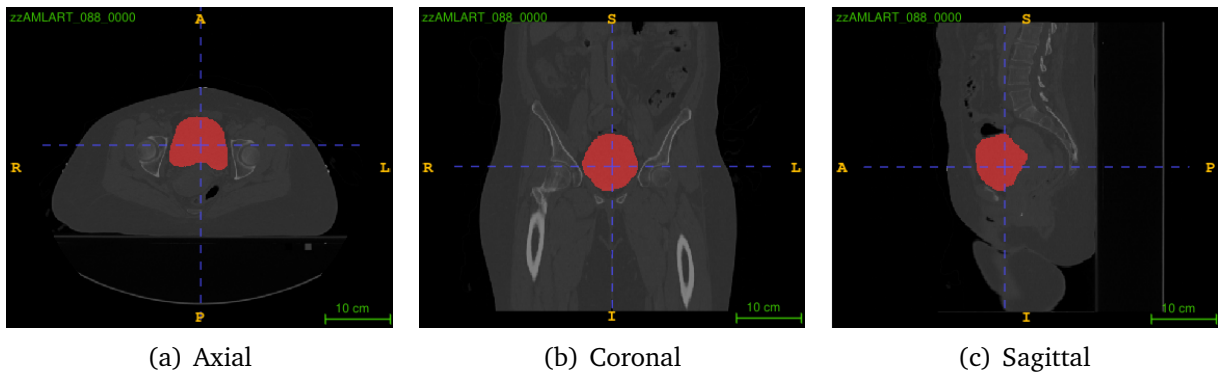 zzAMLART_088_0000
A
R
L
P
10 cm
zzAMLART_088_0000
S
R
L
I
10 cm
zzAMLART_088_0000
S
A
P
I
10 cm
(a) Axial
(b) Coronal
(c) Sagittal